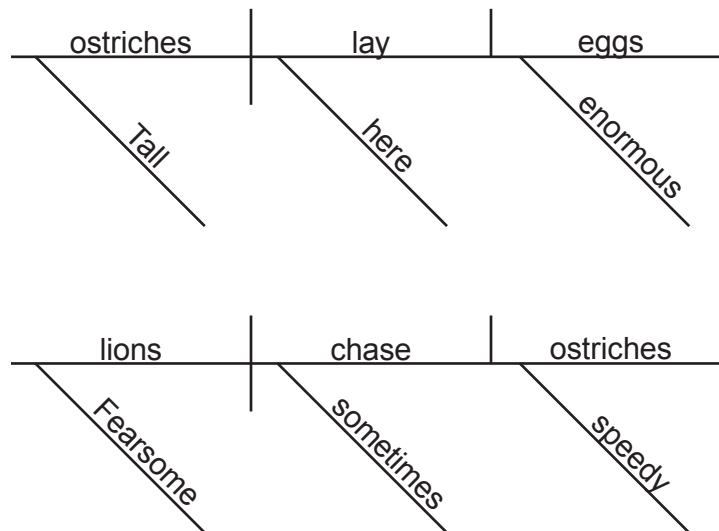 ostriches lay eggs
Tall here enormous
lions chase ostriches
Fearsome sometimes speedy